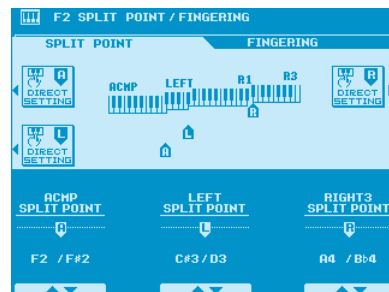 F2 SPLIT POINT / FINGERING
SPLIT POINT FINGERING
A DIRECT SETTING
ACMP LEFT R1 R3
R DIRECT SETTING
R
L
L DIRECT SETTING
A
ACMP SPLIT POINT
LEFT SPLIT POINT
RIGHT3 SPLIT POINT
A L R
F2 / F#2 C#3 / D3 A4 / B♭4